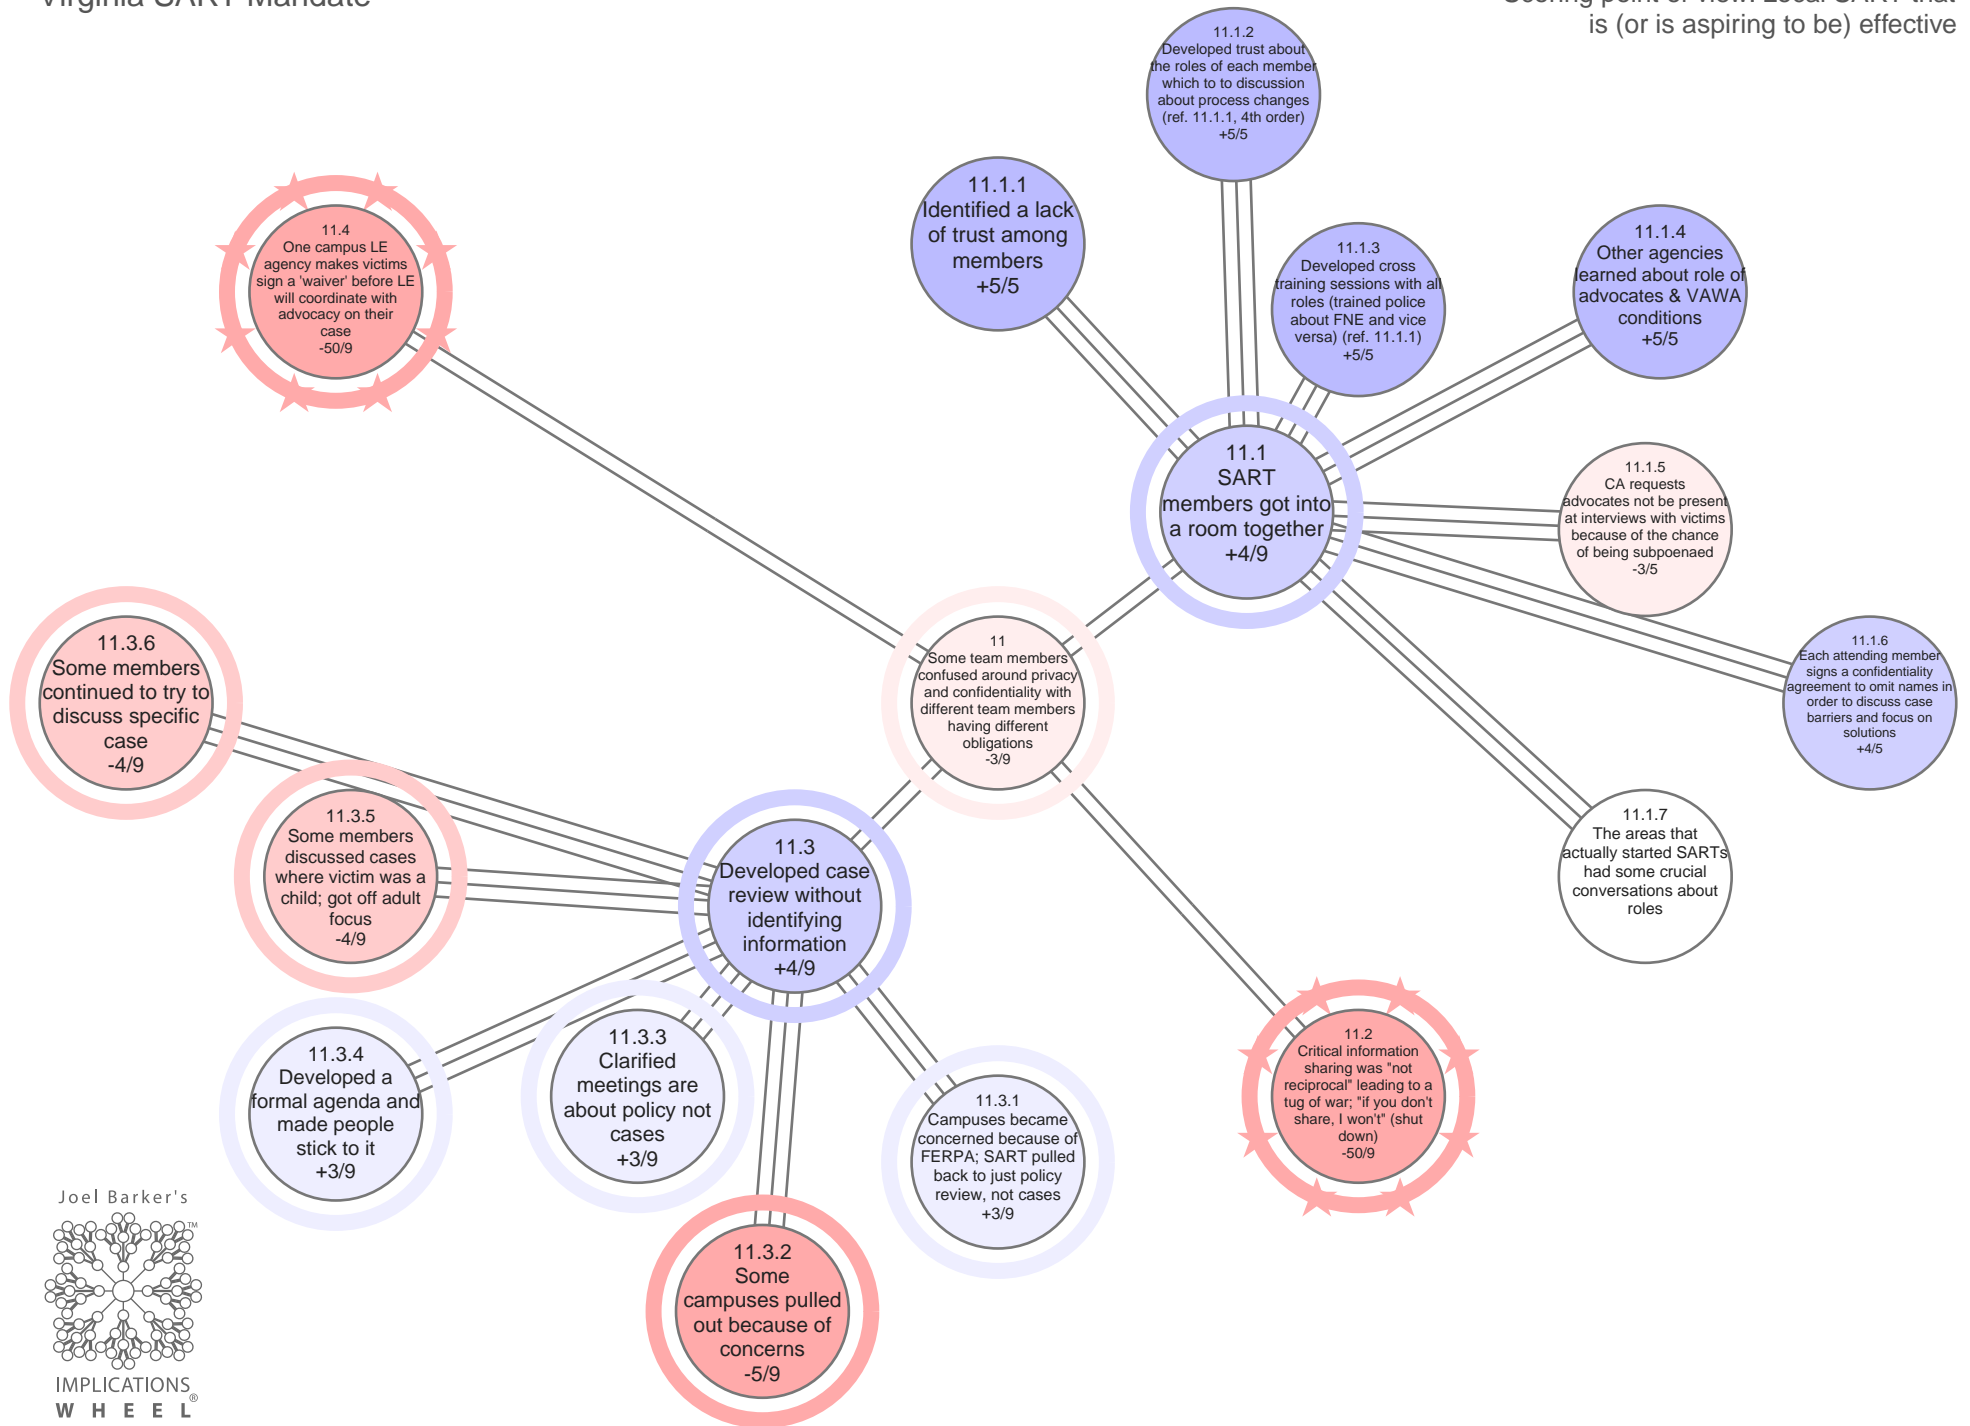 Virginia SART Mandate
Scoring point of view: Local SART that
is (or is aspiring to be) effective
11.1.2
Developed trust about
the roles of each member
which to to discussion
about process changes
(ref. 11.1.1, 4th order)
+5/5
11.1.1
Identified a lack
of trust among
members
+5/5
11.4
One campus LE
agency makes victims
sign a 'waiver' before LE
will coordinate with
advocacy on their
case
-50/9
11.1.3
Developed cross
training sessions with all
roles (trained police
about FNE and vice
versa) (ref. 11.1.1)
+5/5
11.1.4
Other agencies
learned about role of
advocates & VAWA
conditions
+5/5
11.1
SART
members got into
a room together
+4/9
11.1.5
CA requests
advocates not be present
at interviews with victims
because of the chance
of being subpoenaed
-3/5
11.3.6
Some members
continued to try to
discuss specific
case
-4/9
11
Some team members
confused around privacy
and confidentiality with
different team members
having different
obligations
-3/9
11.1.6
Each attending member
signs a confidentiality
agreement to omit names in
order to discuss case
barriers and focus on
solutions
+4/5
11.3.5
Some members
discussed cases
where victim was a
child; got off adult
focus
-4/9
11.3
Developed case
review without
identifying
information
+4/9
11.1.7
The areas that
actually started SARTs
had some crucial
conversations about
roles
11.3.4
Developed a
formal agenda and
made people
stick to it
+3/9
11.3.3
Clarified
meetings are
about policy not
cases
+3/9
11.3.1
Campuses became
concerned because of
FERPA; SART pulled
back to just policy
review, not cases
+3/9
11.2
Critical information
sharing was "not
reciprocal" leading to a
tug of war; "if you don't
share, I won't" (shut
down)
-50/9
11.3.2
Some
campuses pulled
out because of
concerns
-5/9
Joel Barker's
™
IMPLICATIONS
WHEEL®